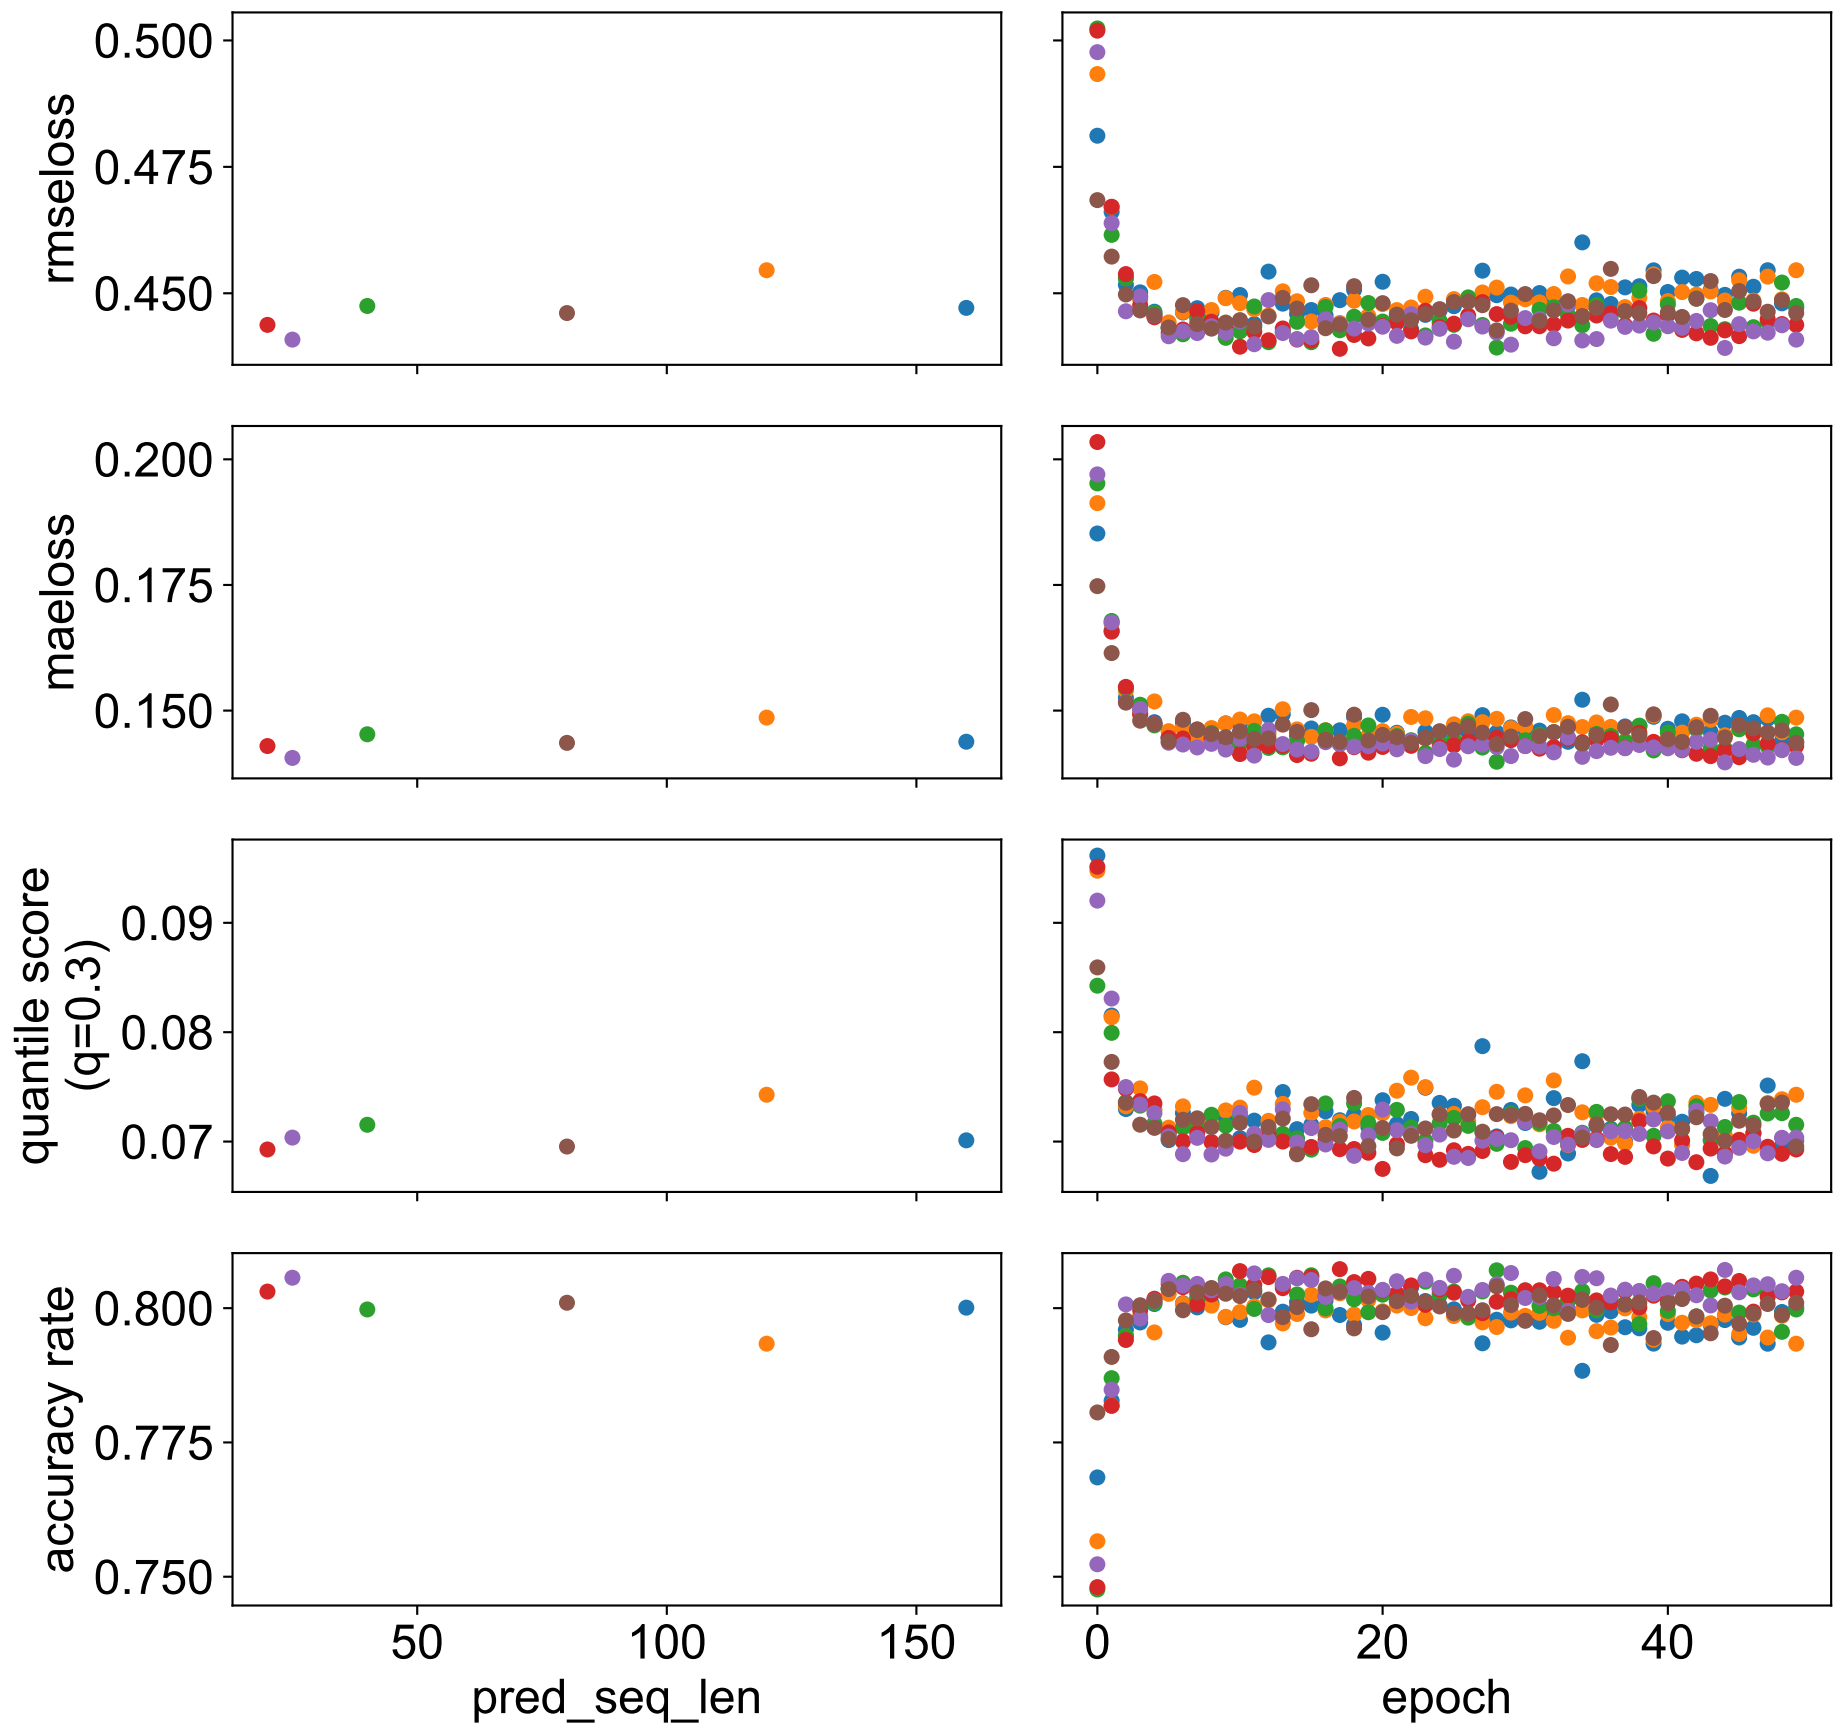 rmseloss
0.500
0.475
0.450
maeloss
0.200
0.175
0.150
quantile score
(q=0.3)
0.09
0.08
0.07
accuracy rate
0.800
0.775
0.750
50 100 150
pred_seq_len
0 20 40
epoch